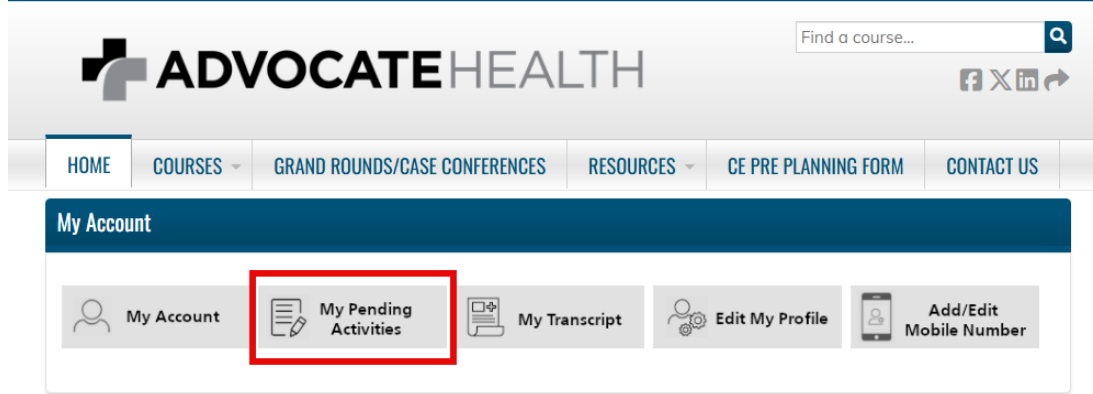 Find a course...
ADVOCATEHEALTH
HOME COURSES GRAND ROUNDS/CASE CONFERENCES RESOURCES CE PRE PLANNING FORM CONTACT US
My Account
My Account My Pending Activities My Transcript Edit My Profile Add/Edit Mobile Number